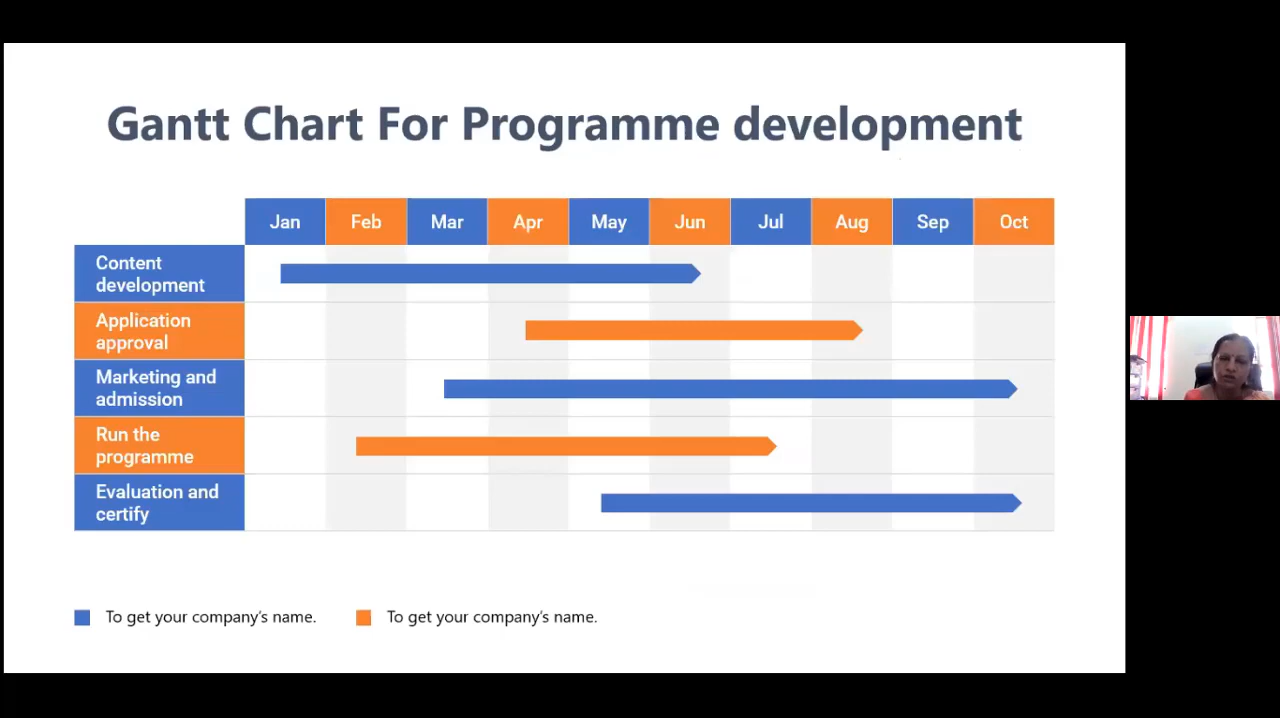 Gantt Chart For Programme development
Jan Feb Mar Apr May Jun Jul Aug Sep Oct
Content
development
Application
approval
Marketing and
admission
Run the
programme
Evaluation and
certify
To get your company’s name. To get your company’s name.